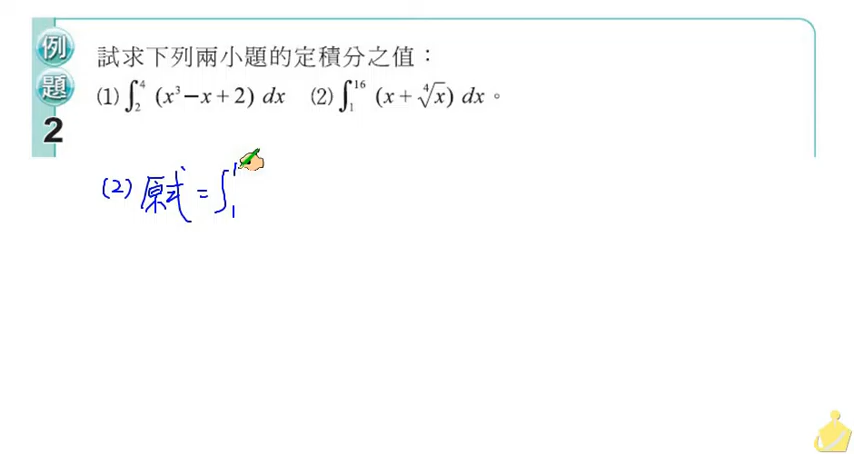 例題2
試求下列兩小題的定積分之值：
(1) ∫₂⁴ (x³－x＋2) dx (2) ∫₁¹⁶ (x＋∜x) dx。
(2) 原式 = ∫₁¹